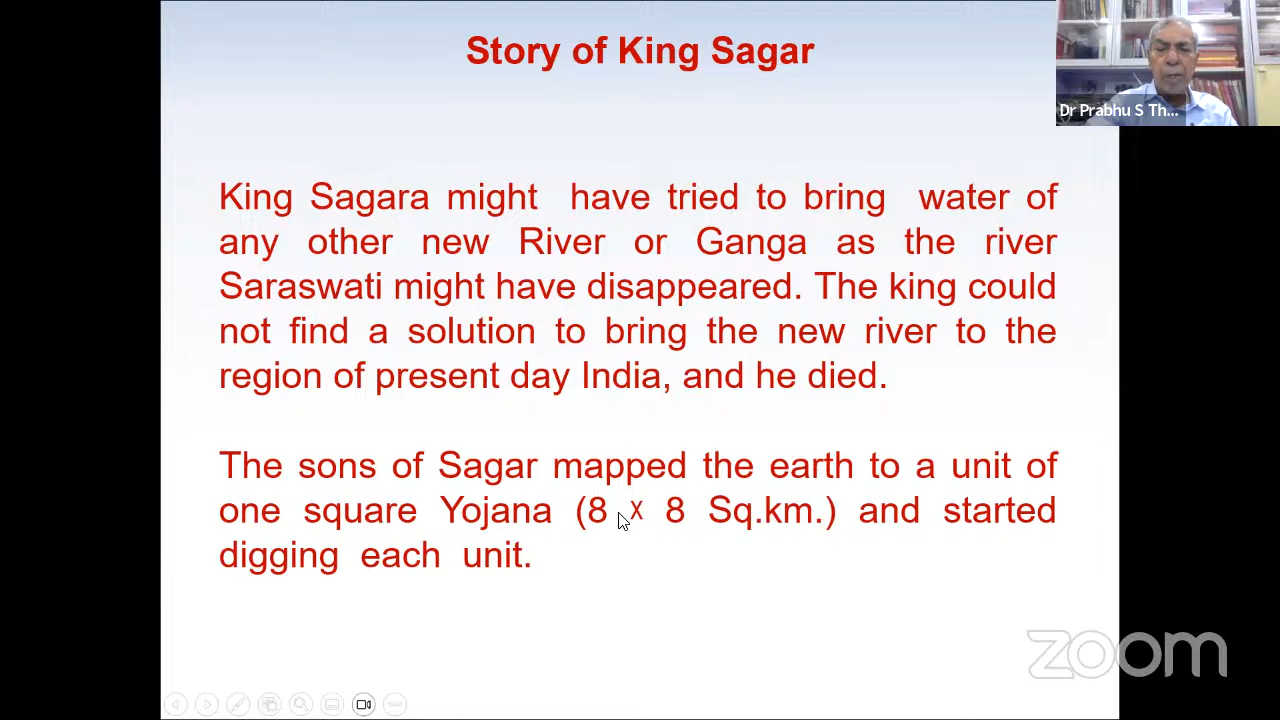 Story of King Sagar
Dr Prabhu S Th...
King Sagara might have tried to bring water of
any other new River or Ganga as the river
Saraswati might have disappeared. The king could
not find a solution to bring the new river to the
region of present day India, and he died.
The sons of Sagar mapped the earth to a unit of
one square Yojana (8 x 8 Sq.km.) and started
digging each unit.
zoom